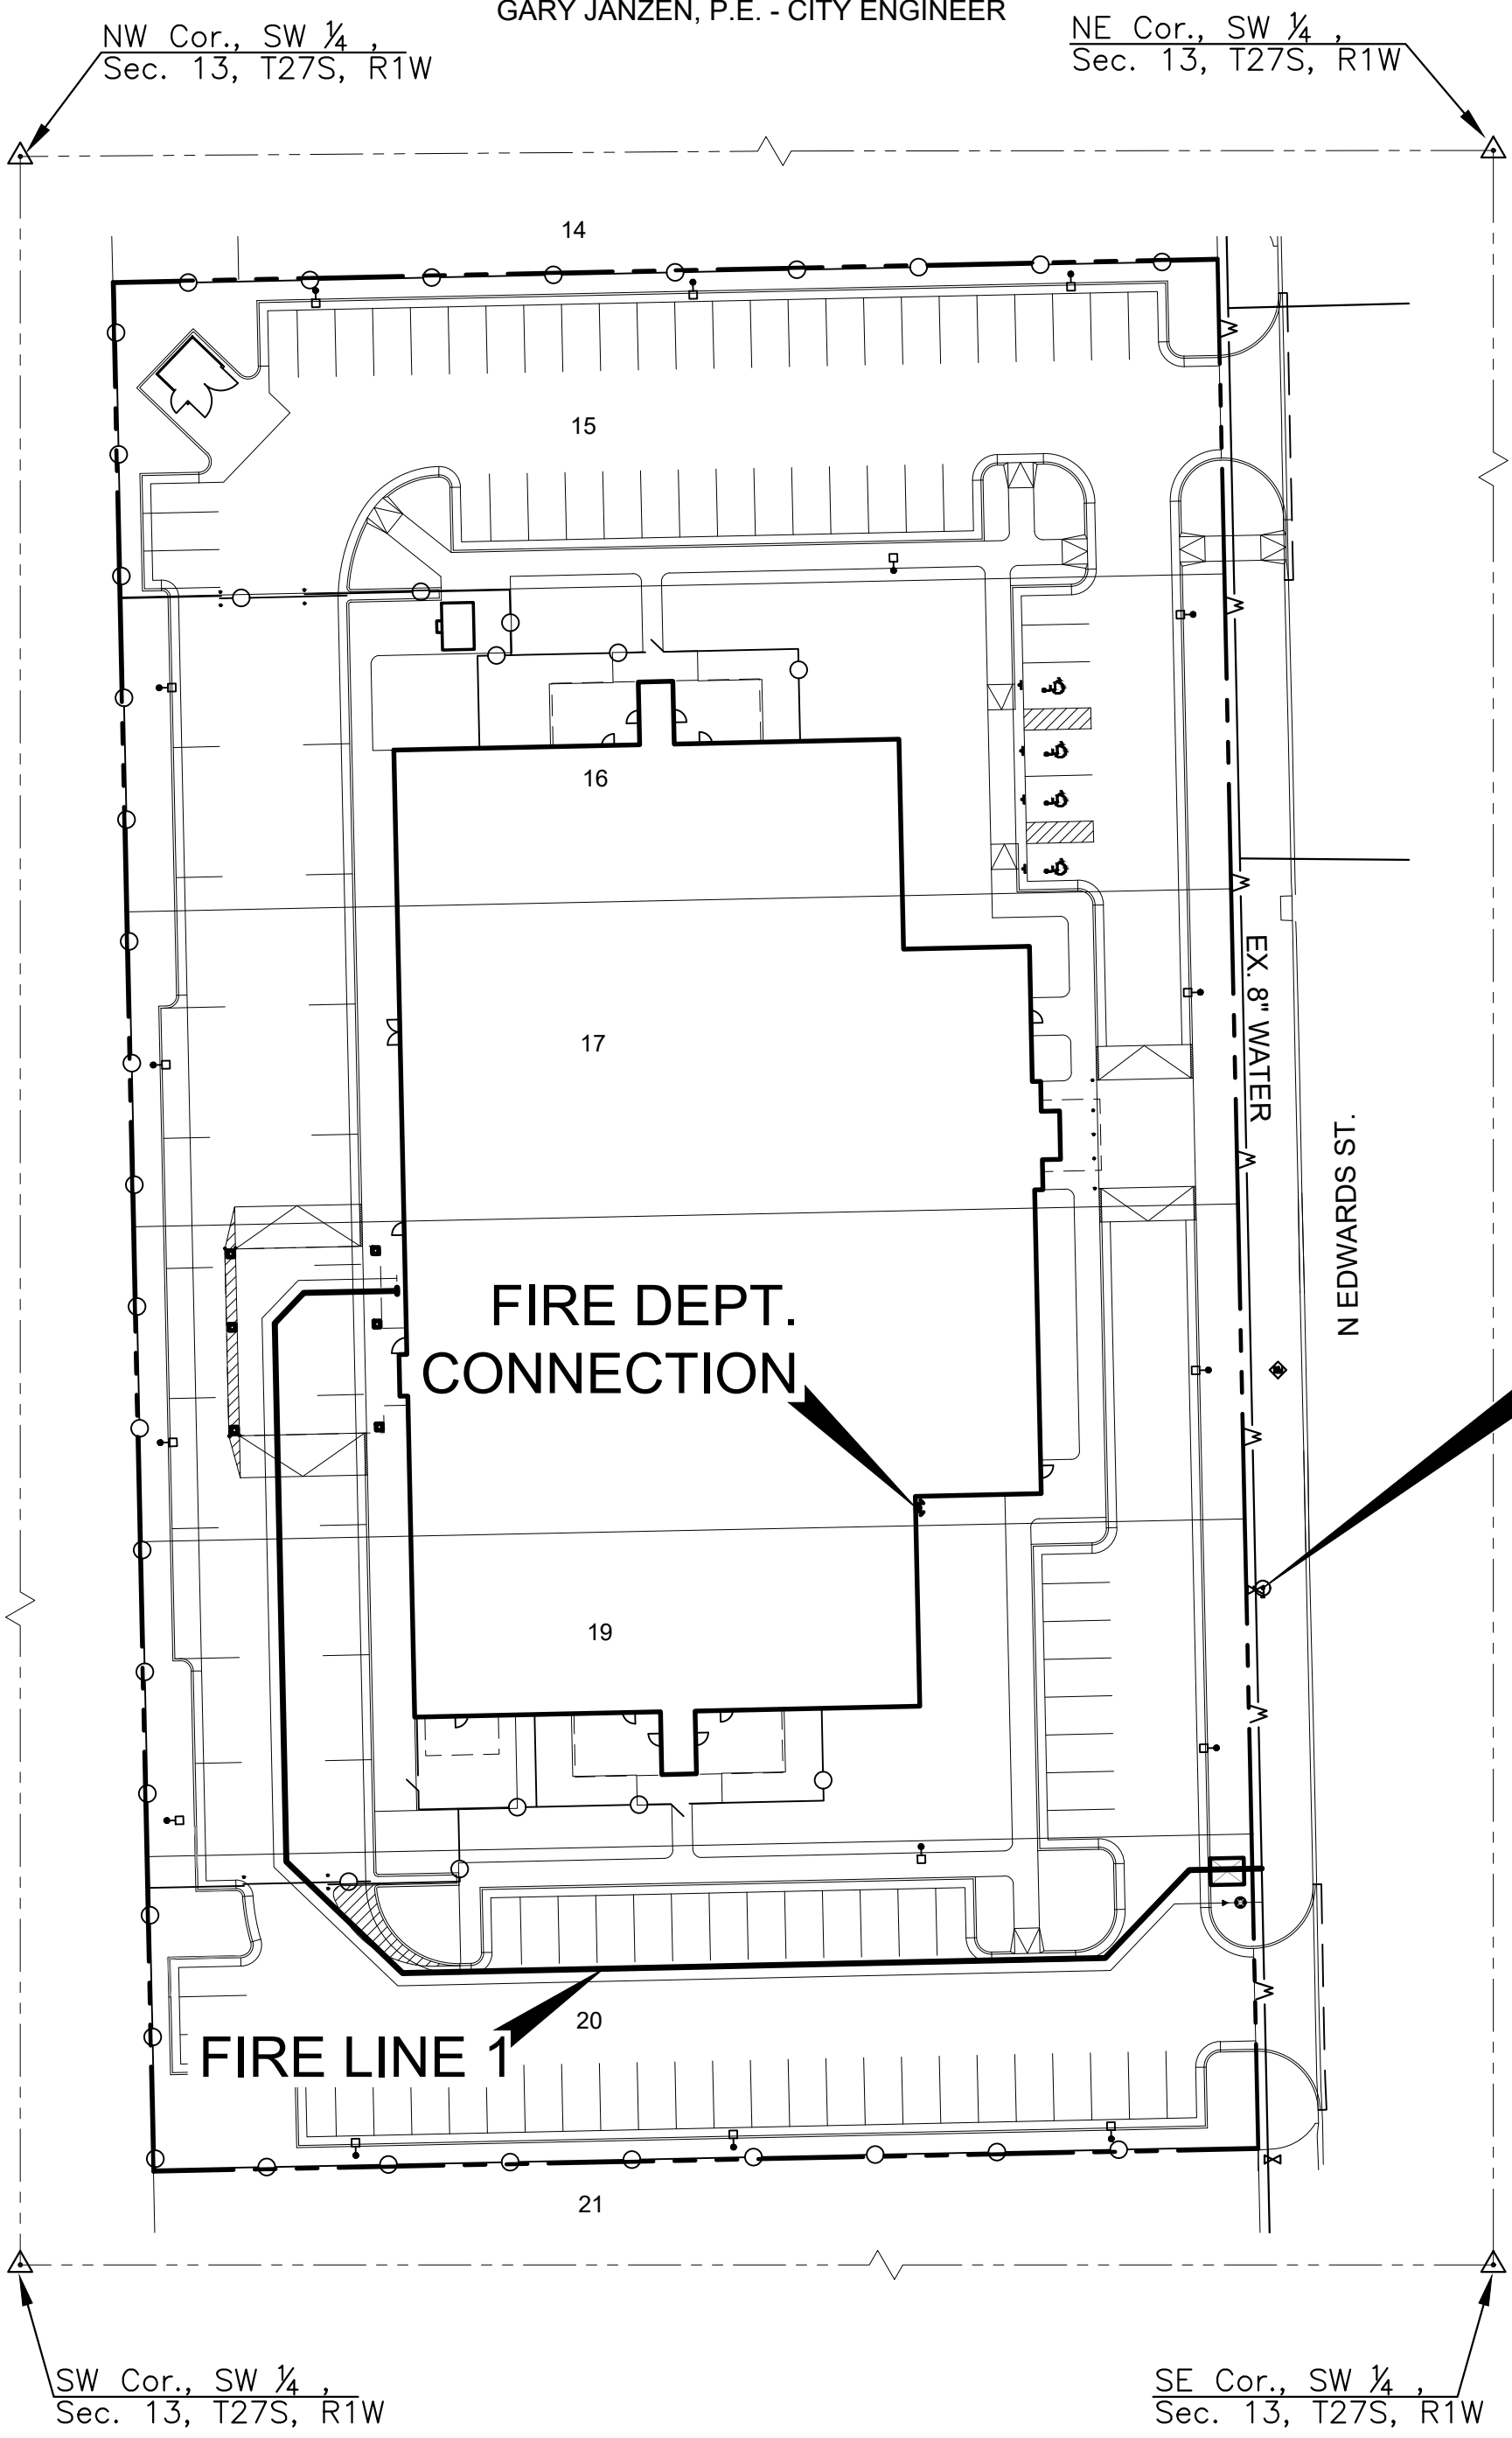 GARY JANZEN, P.E. - CITY ENGINEER
NW Cor., SW ¼ ,
Sec. 13, T27S, R1W
NE Cor., SW ¼ ,
Sec. 13, T27S, R1W
14
15
16
EX. 8" WATER
17
N EDWARDS ST.
FIRE DEPT.
CONNECTION
19
20
FIRE LINE 1
21
SW Cor., SW ¼ ,
Sec. 13, T27S, R1W
SE Cor., SW ¼ ,
Sec. 13, T27S, R1W